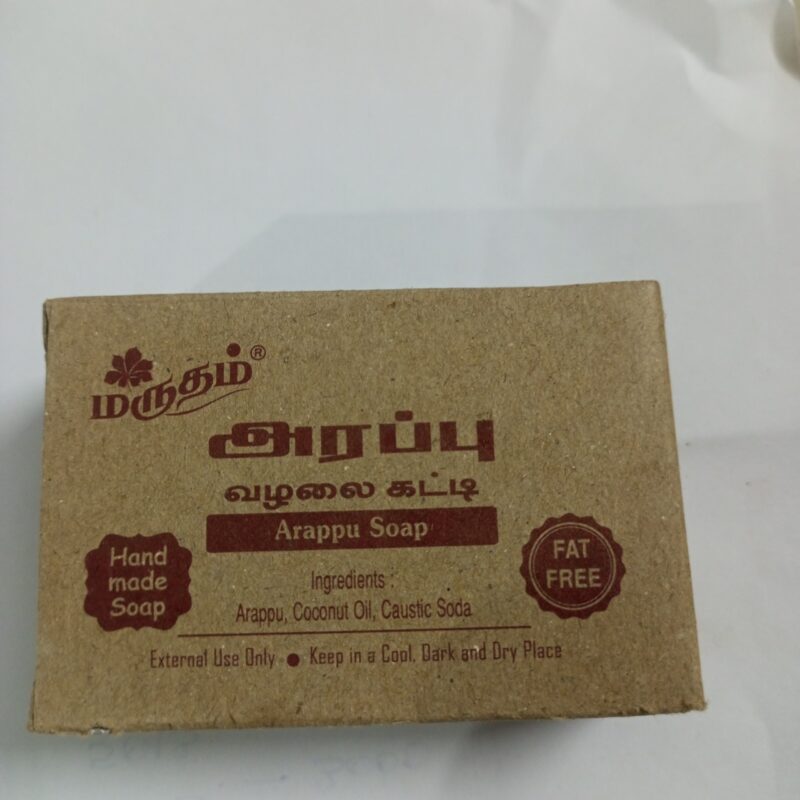 மருதம் ®
அரப்பு
வழலை கட்டி
Arappu Soap
Hand
made
Soap
Ingredients :
Arappu, Coconut Oil, Caustic Soda
FAT
FREE
External Use Only ● Keep in a Cool, Dark and Dry Place